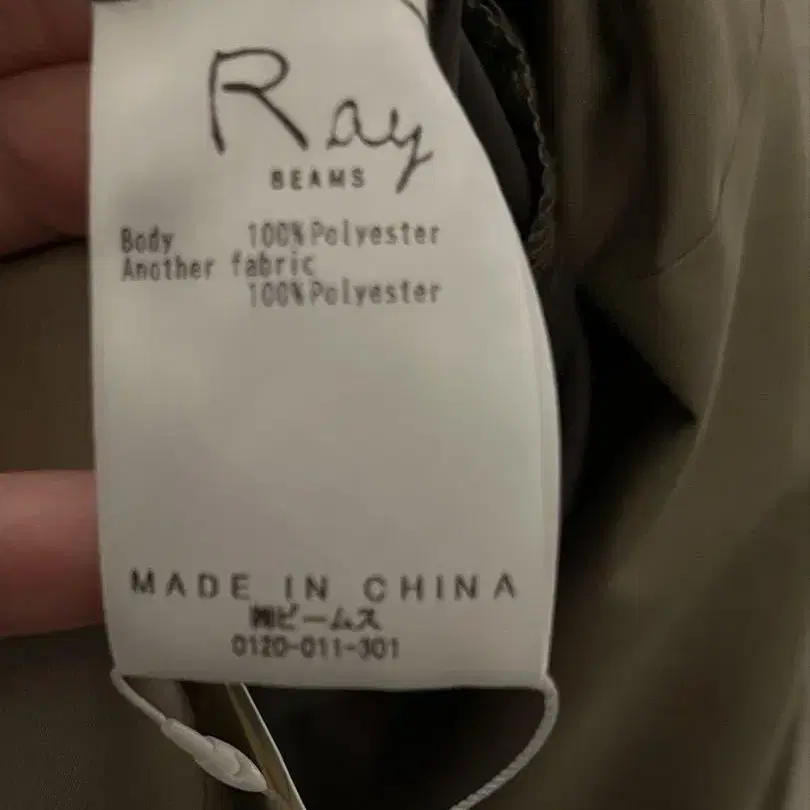 Ray
BEAMS
Body 100%Polyester
Another fabric
100%Polyester
MADE IN CHINA
㈱ビームス
0120-011-301